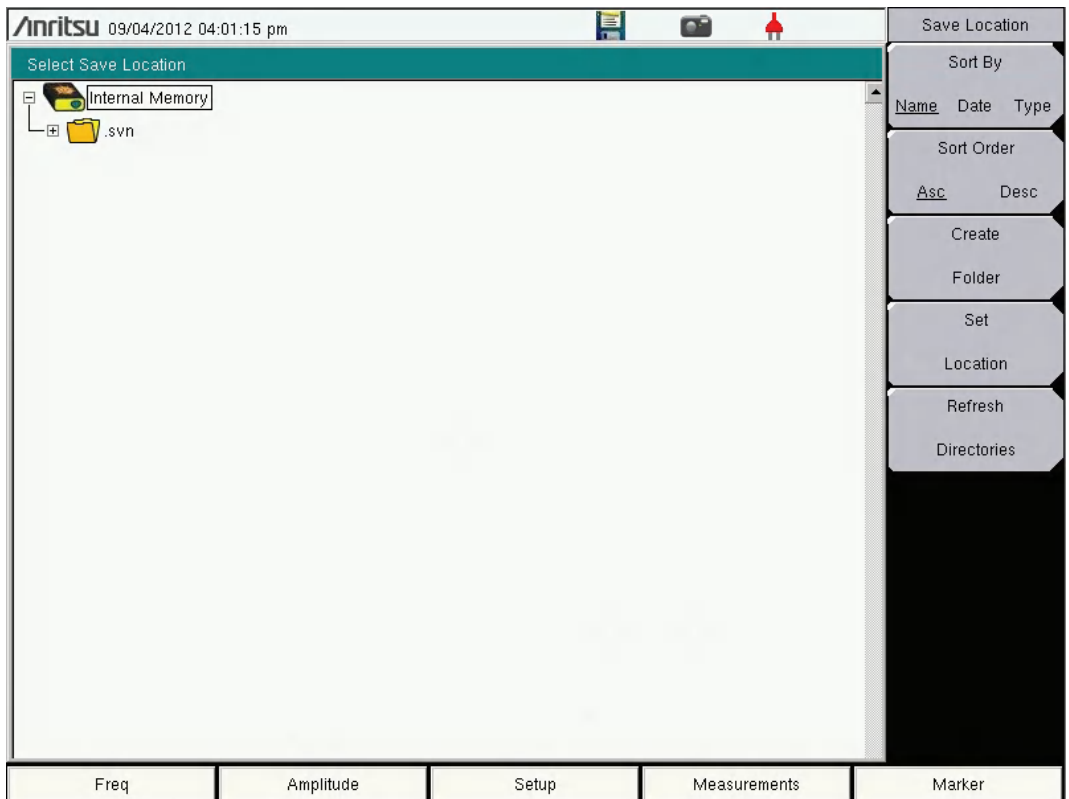 Anritsu 09/04/2012 04:01:15 pm
Select Save Location
Internal Memory
.svn
Save Location
Sort By
Name Date Type
Sort Order
Asc Desc
Create
Folder
Set
Location
Refresh
Directories
Freq Amplitude Setup Measurements Marker